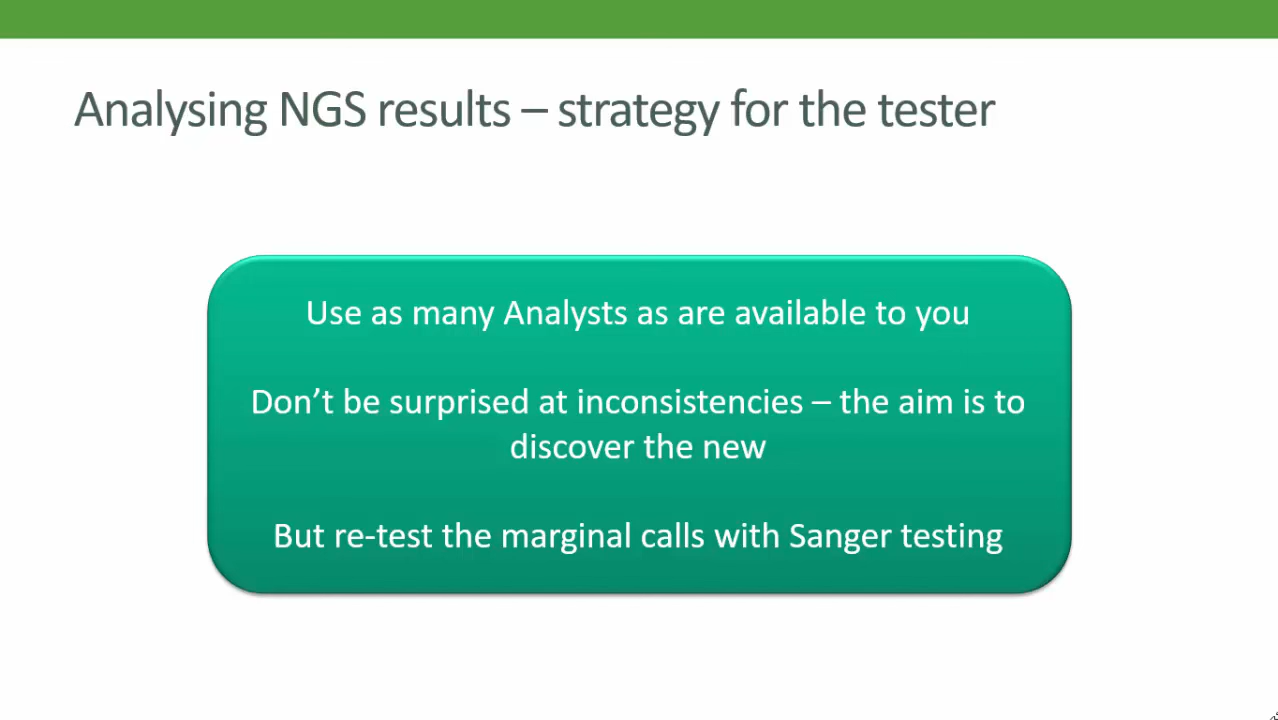 Analysing NGS results – strategy for the tester
Use as many Analysts as are available to you
Don’t be surprised at inconsistencies – the aim is to
discover the new
But re-test the marginal calls with Sanger testing